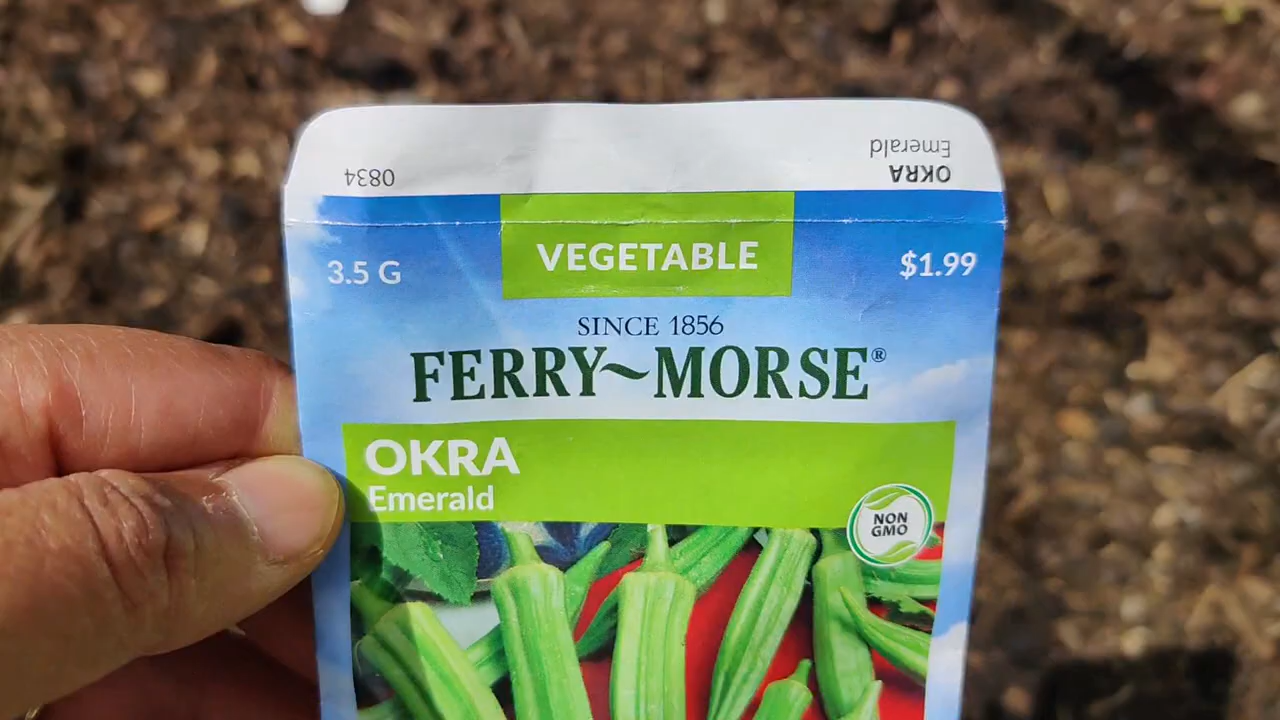 OKRA
Emerald
0834
3.5 G
VEGETABLE
$1.99
SINCE 1856
FERRY~MORSE®
OKRA
Emerald
NON
GMO